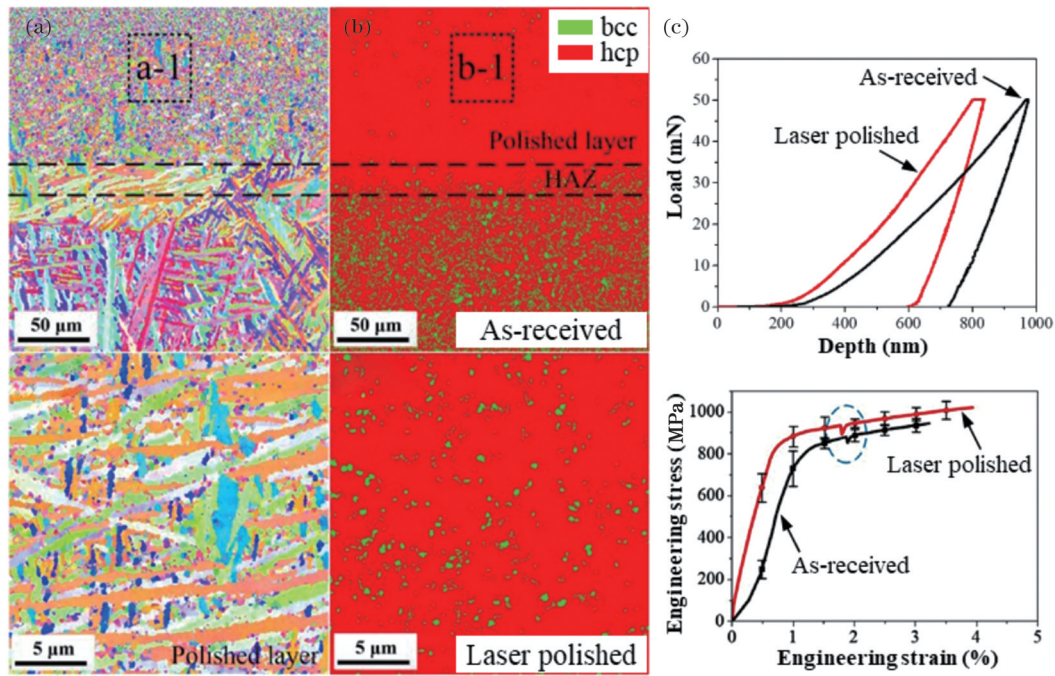 (a)
a-1
50 μm
(b)
bcc
hcp
b-1
Polished layer
HAZ
50 μm
As-received
5 μm
Polished layer
5 μm
Laser polished
(c)
60
50
40
30
20
10
0
Load (mN)
As-received
Laser polished
0 200 400 600 800 1000
Depth (nm)
1000
800
600
400
200
0
Engineering stress (MPa)
Laser polished
As-received
0 1 2 3 4 5
Engineering strain (%)